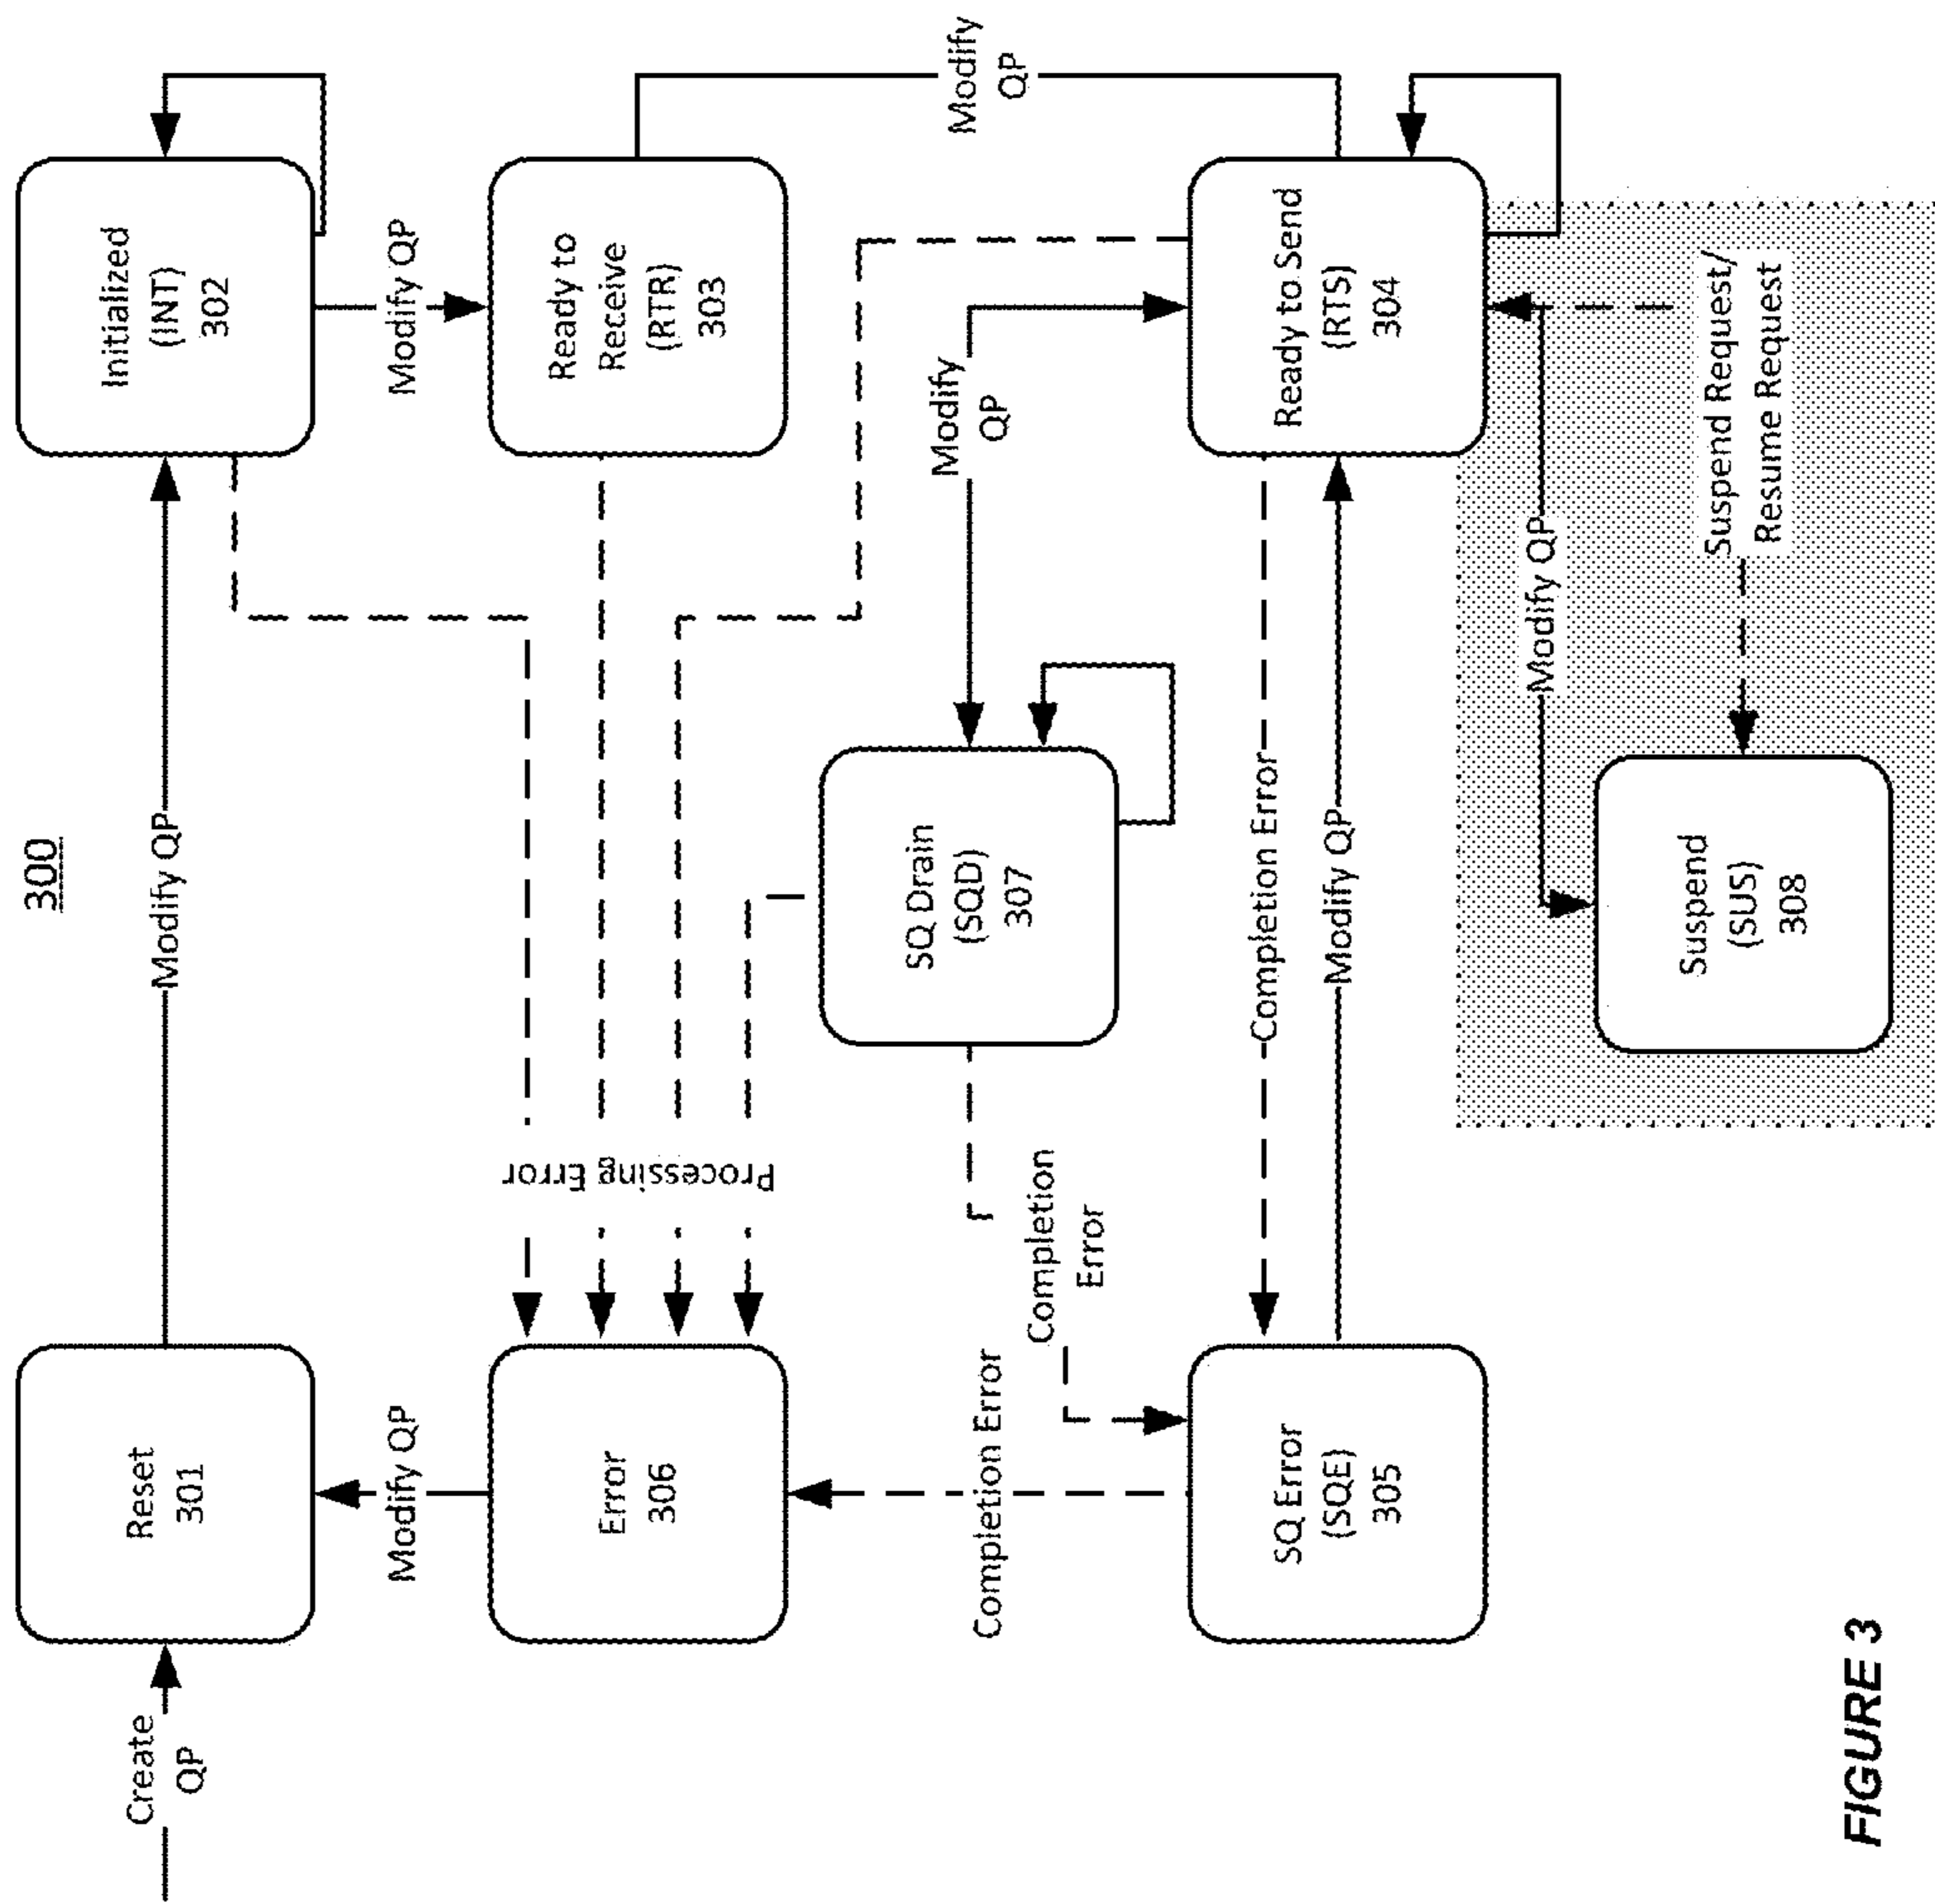 300
Create
QP
Reset
301
Modify QP
Initialized
(INT)
302
Modify QP
Modify QP
Error
306
Processing Error
Ready to
Receive
(RTR)
303
Completion Error
Completion
Error
SQ Drain
(SQD)
307
Modify
QP
Modify
QP
SQ Error
(SQE)
305
Completion Error
Modify QP
Ready to Send
(RTS)
304
Modify QP
Suspend
(SUS)
308
Suspend Request/
Resume Request
FIGURE 3